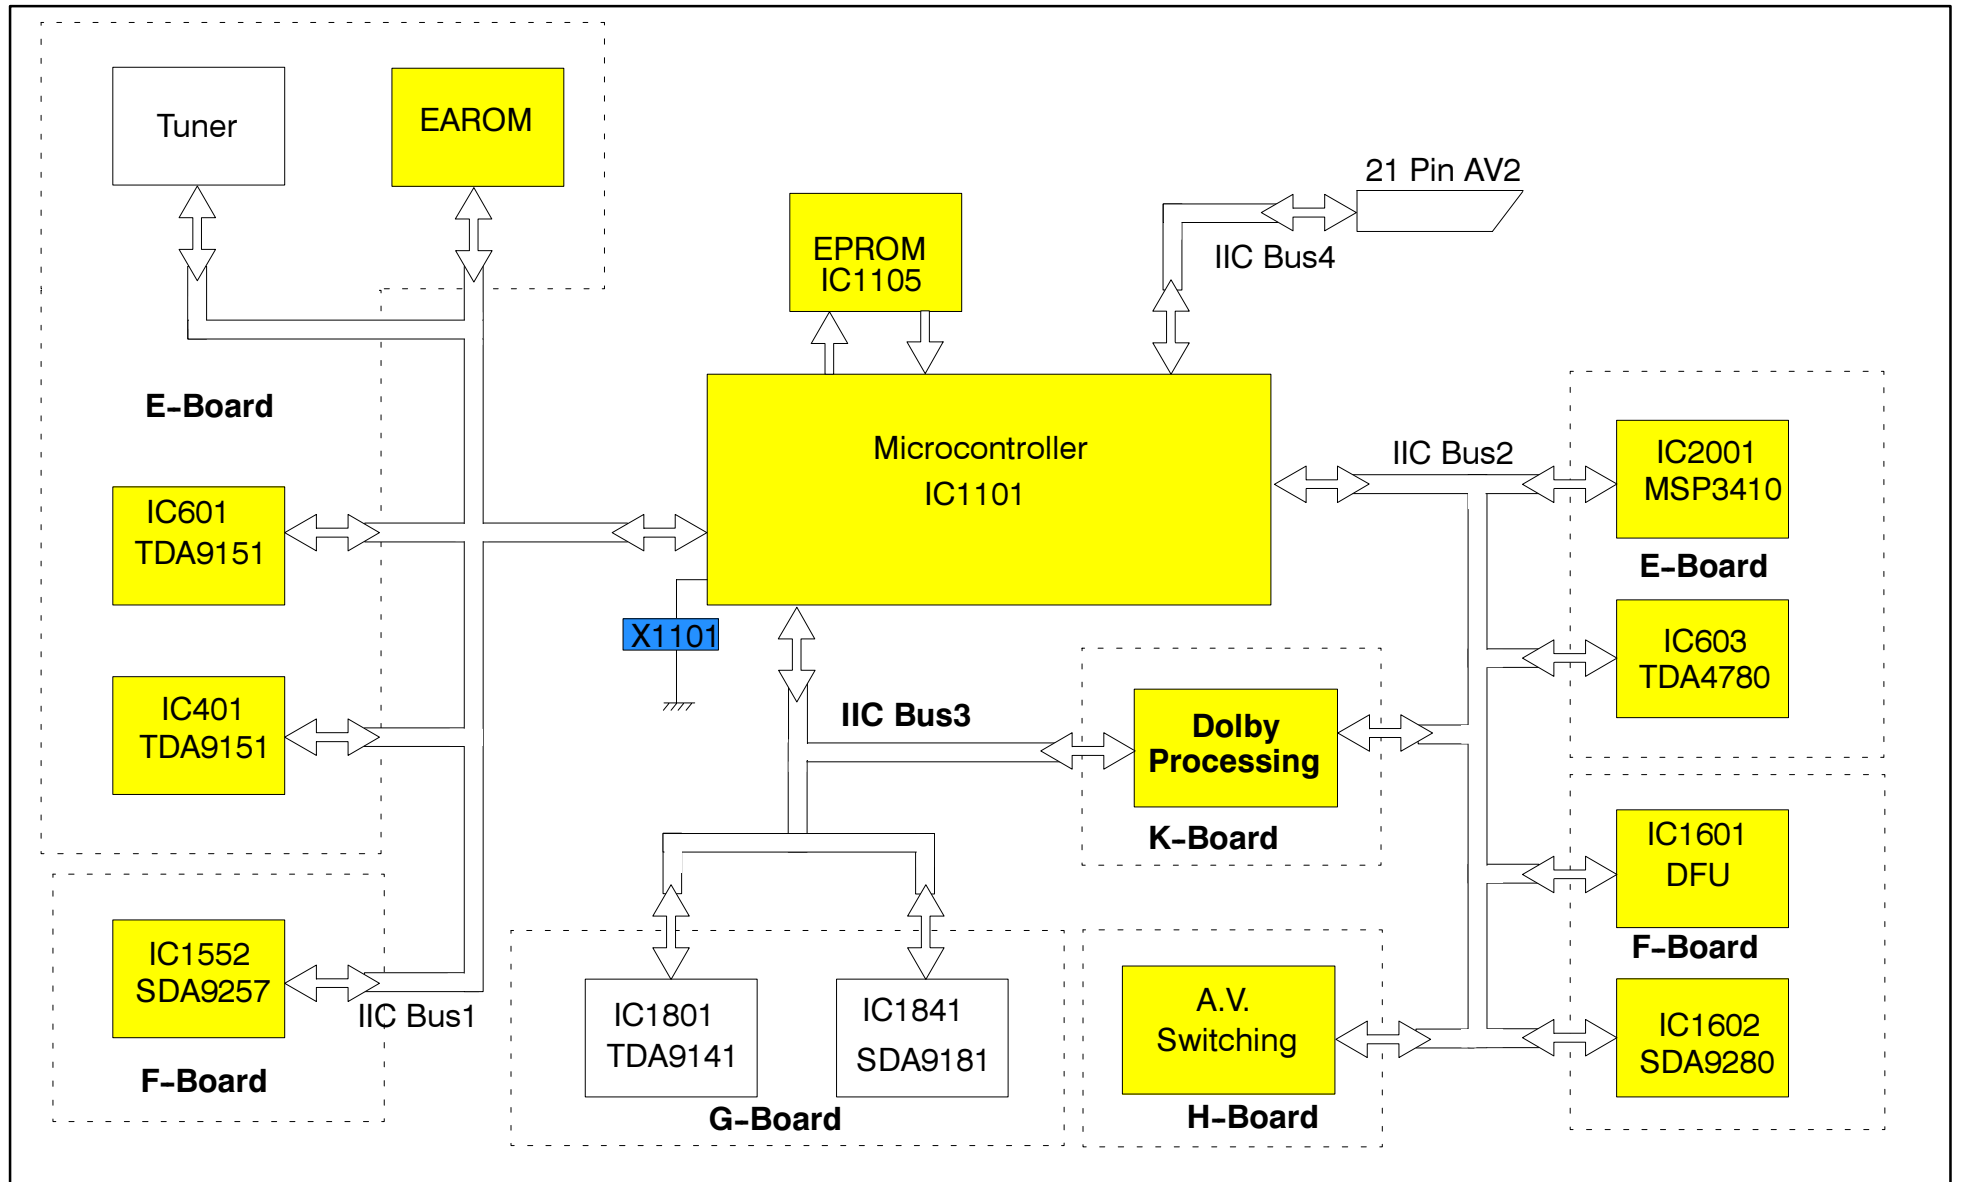 Tuner
EAROM
EPROM
IC1105
21 Pin AV2
IIC Bus4
E-Board
Microcontroller
IC1101
IIC Bus2
IC2001
MSP3410
E-Board
IC601
TDA9151
X1101
IC603
TDA4780
IC401
TDA9151
IIC Bus3
Dolby
Processing
K-Board
IC1601
DFU
F-Board
IC1552
SDA9257
IIC Bus1
F-Board
IC1801
TDA9141
IC1841
SDA9181
G-Board
A.V.
Switching
H-Board
IC1602
SDA9280